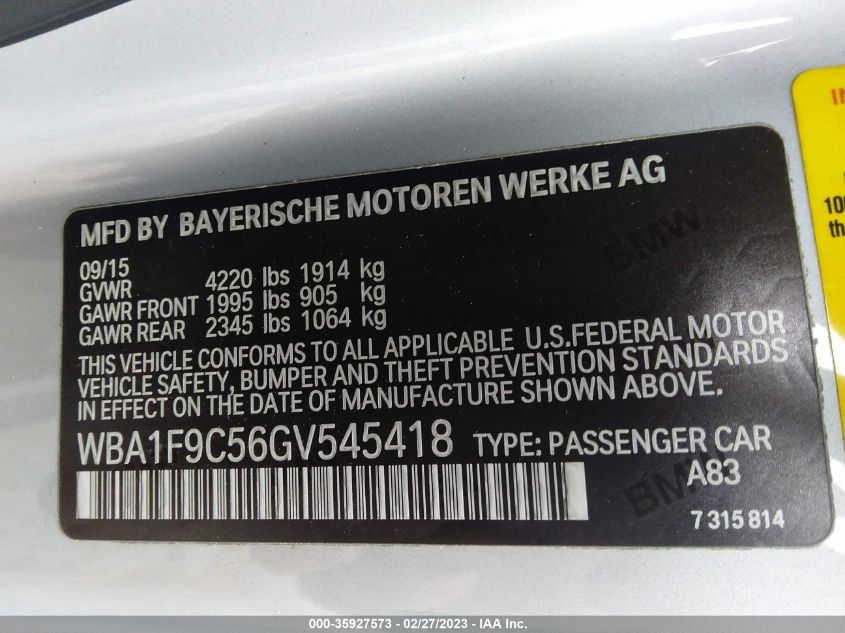 MFD BY BAYERISCHE MOTOREN WERKE AG
09/15
GVWR 4220 lbs 1914 kg
GAWR FRONT 1995 lbs 905 kg
GAWR REAR 2345 lbs 1064 kg
THIS VEHICLE CONFORMS TO ALL APPLICABLE U.S.FEDERAL MOTOR
VEHICLE SAFETY, BUMPER AND THEFT PREVENTION STANDARDS
IN EFFECT ON THE DATE OF MANUFACTURE SHOWN ABOVE.
WBA1F9C56GV545418 TYPE: PASSENGER CAR
A83
7 315 814
BMW
BMW
000-35927573 - 02/27/2023 - IAA Inc.